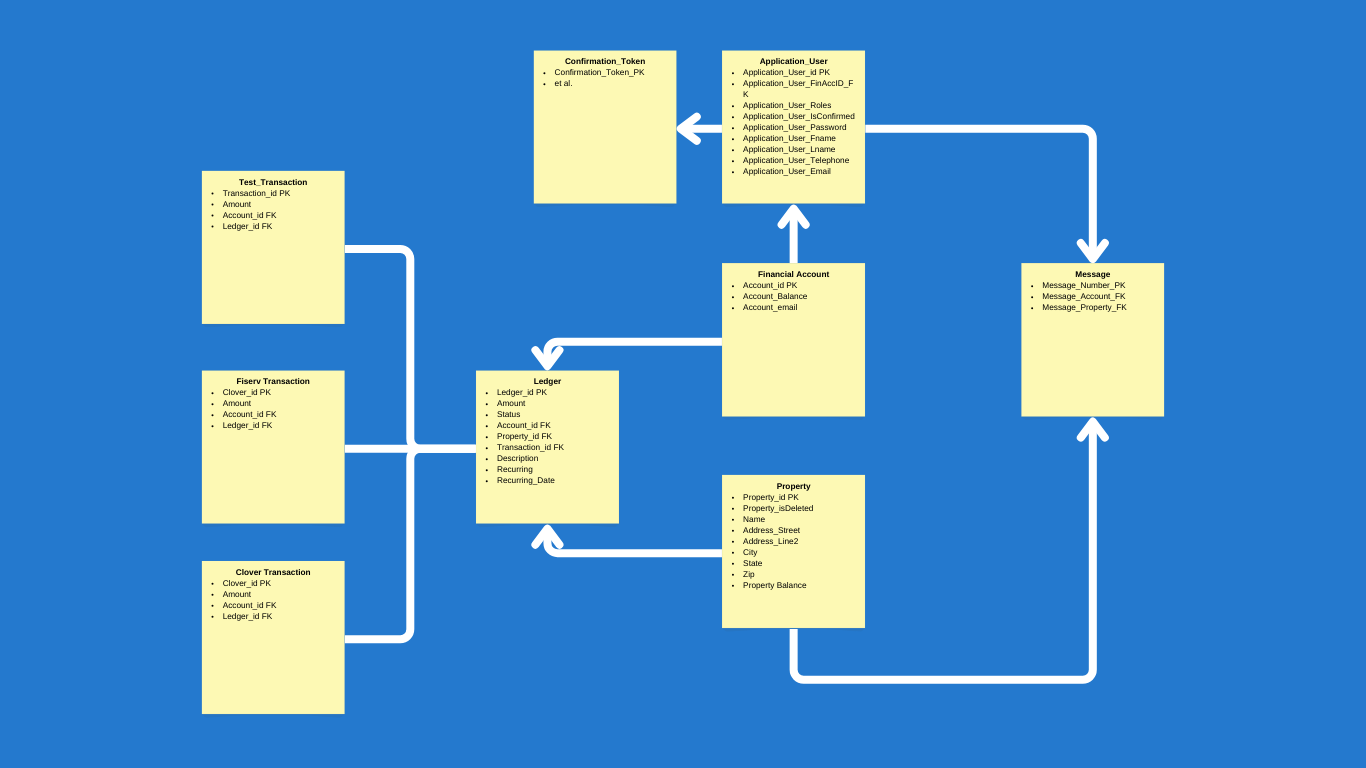 Confirmation_Token
• Confirmation_Token_PK
• et al.
Application_User
• Application_User_id PK
• Application_User_FinAccID_F
K
• Application_User_Roles
• Application_User_IsConfirmed
• Application_User_Password
• Application_User_Fname
• Application_User_Lname
• Application_User_Telephone
• Application_User_Email
Test_Transaction
• Transaction_id PK
• Amount
• Account_id FK
• Ledger_id FK
Financial Account
• Account_id PK
• Account_Balance
• Account_email
Message
• Message_Number_PK
• Message_Account_FK
• Message_Property_FK
Fiserv Transaction
• Clover_id PK
• Amount
• Account_id FK
• Ledger_id FK
Ledger
• Ledger_id PK
• Amount
• Status
• Account_id FK
• Property_id FK
• Transaction_id FK
• Description
• Recurring
• Recurring_Date
Property
• Property_id PK
• Property_isDeleted
• Name
• Address_Street
• Address_Line2
• City
• State
• Zip
• Property Balance
Clover Transaction
• Clover_id PK
• Amount
• Account_id FK
• Ledger_id FK